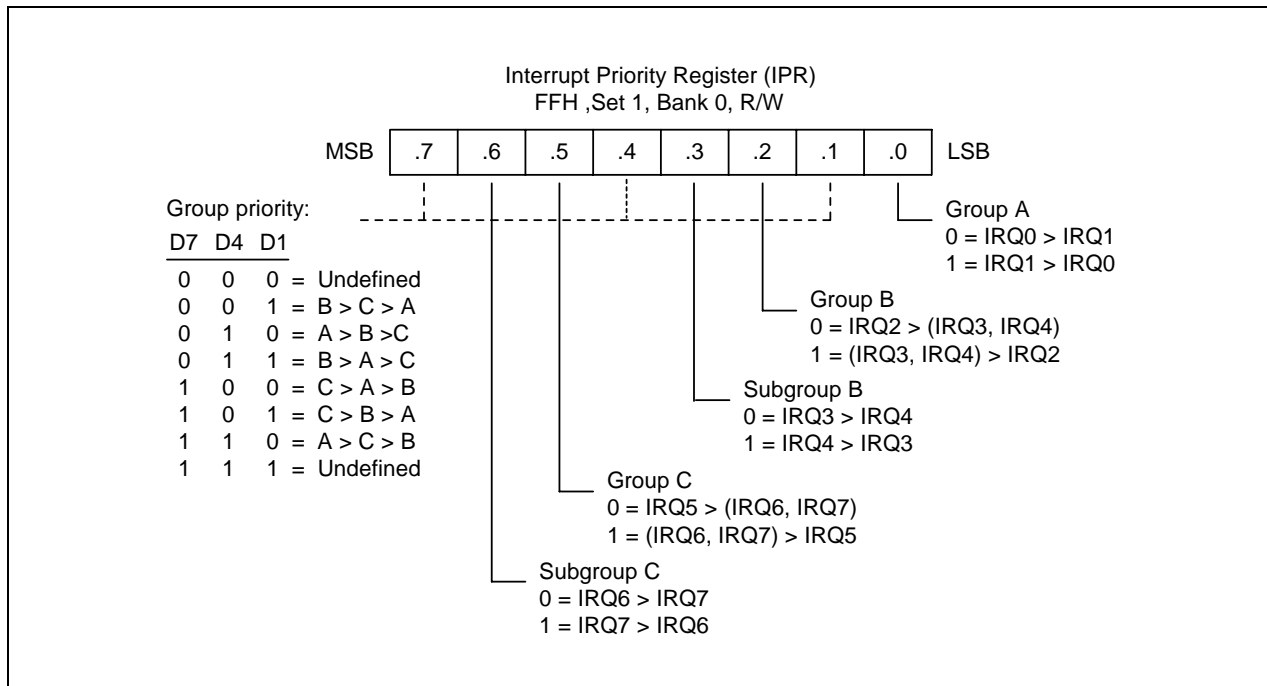 Interrupt Priority Register (IPR)
FFH ,Set 1, Bank 0, R/W
MSB .7 .6 .5 .4 .3 .2 .1 .0 LSB
Group priority:
D7 D4 D1
0 0 0 = Undefined
0 0 1 = B > C > A
0 1 0 = A > B >C
0 1 1 = B > A > C
1 0 0 = C > A > B
1 0 1 = C > B > A
1 1 0 = A > C > B
1 1 1 = Undefined
Group A
0 = IRQ0 > IRQ1
1 = IRQ1 > IRQ0
Group B
0 = IRQ2 > (IRQ3, IRQ4)
1 = (IRQ3, IRQ4) > IRQ2
Subgroup B
0 = IRQ3 > IRQ4
1 = IRQ4 > IRQ3
Group C
0 = IRQ5 > (IRQ6, IRQ7)
1 = (IRQ6, IRQ7) > IRQ5
Subgroup C
0 = IRQ6 > IRQ7
1 = IRQ7 > IRQ6